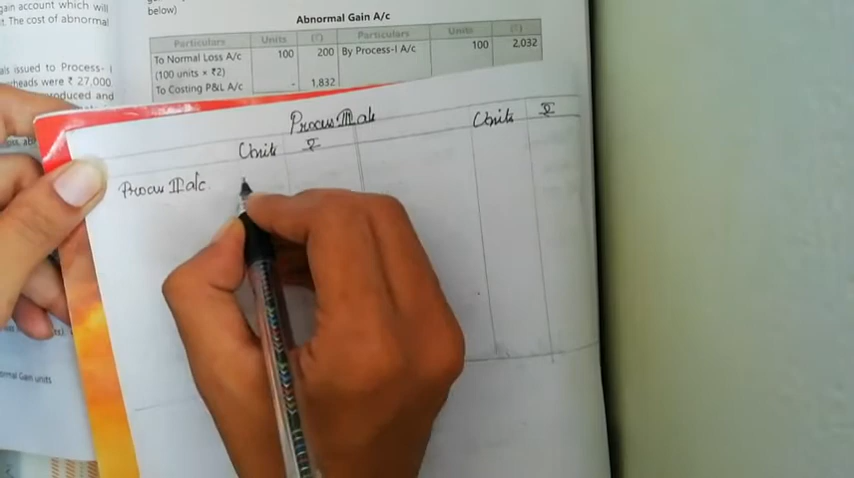 gain account which will
t The cost of abnormal
below)
Abnormal Gain A/c
Particulars Units (₹) Particulars Units (₹)
To Normal Loss A/c 100 200 By Process-I A/c 100 2,032
(100 units × ₹2)
To Costing P&L A/c - 1,832
als issued to Process- I
rheads were ₹ 27,000
oduced and
Process III a/c
Units ₹ Units ₹
Process II a/c.
ormal Gain units